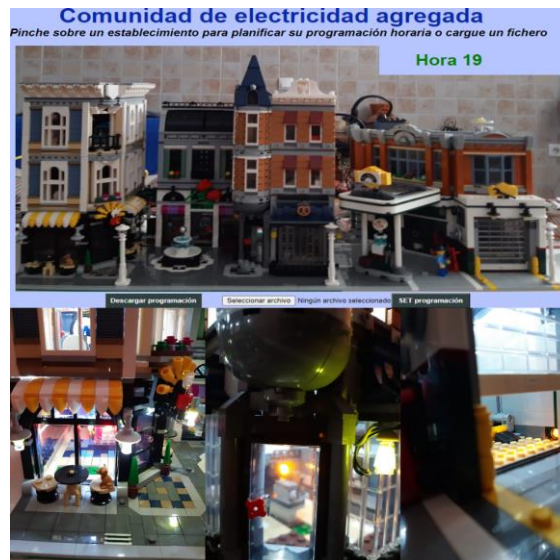 Comunidad de electricidad agregada
Pinche sobre un establecimiento para planificar su programación horaria o cargue un fichero
Hora 19
Descargar programación
Seleccionar archivo Ningún archivo seleccionado
SET programación